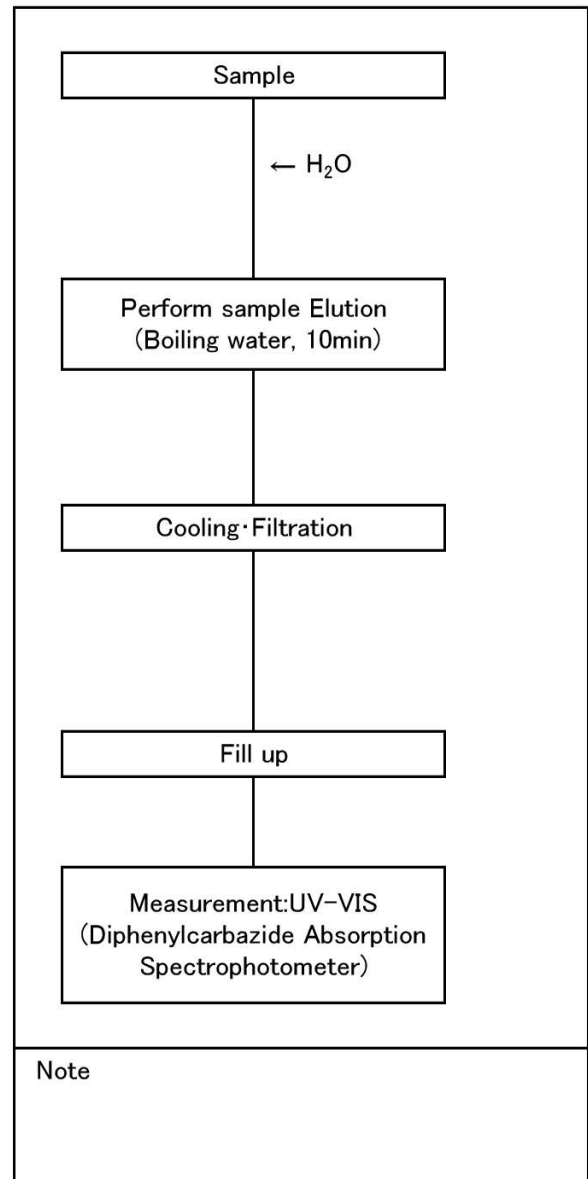 Sample
← H₂O
Perform sample Elution
(Boiling water, 10min)
Cooling･Filtration
Fill up
Measurement:UV-VIS
(Diphenylcarbazide Absorption
Spectrophotometer)
Note